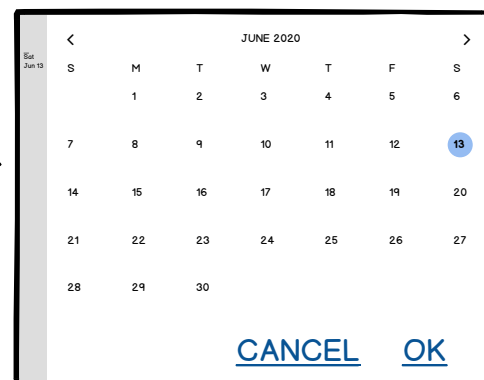 JUNE 2020
Sat
Jun 13
S M T W T F S
1 2 3 4 5 6
7 8 9 10 11 12 13
14 15 16 17 18 19 20
21 22 23 24 25 26 27
28 29 30
CANCEL OK